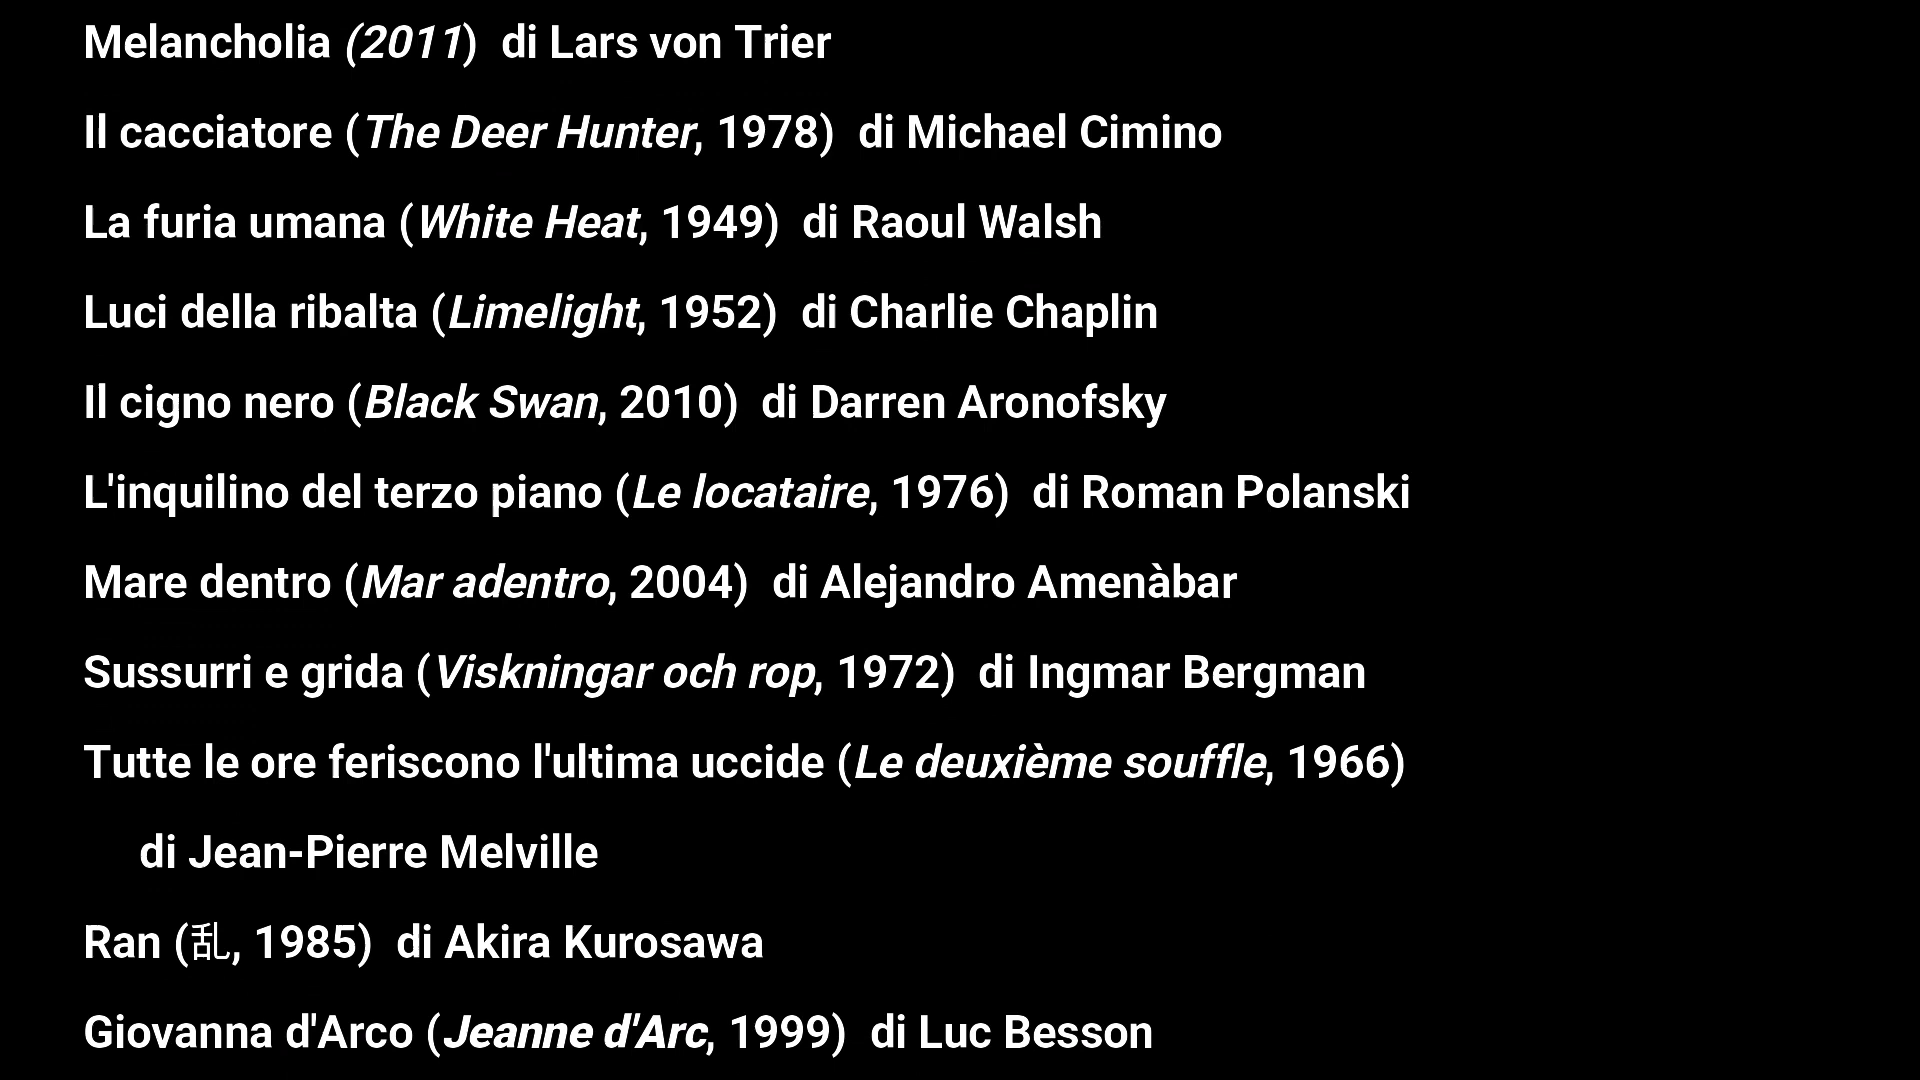 Melancholia (2011) di Lars von Trier
Il cacciatore (The Deer Hunter, 1978) di Michael Cimino
La furia umana (White Heat, 1949) di Raoul Walsh
Luci della ribalta (Limelight, 1952) di Charlie Chaplin
Il cigno nero (Black Swan, 2010) di Darren Aronofsky
L'inquilino del terzo piano (Le locataire, 1976) di Roman Polanski
Mare dentro (Mar adentro, 2004) di Alejandro Amenàbar
Sussurri e grida (Viskningar och rop, 1972) di Ingmar Bergman
Tutte le ore feriscono l'ultima uccide (Le deuxième souffle, 1966)
di Jean-Pierre Melville
Ran (乱, 1985) di Akira Kurosawa
Giovanna d'Arco (Jeanne d'Arc, 1999) di Luc Besson